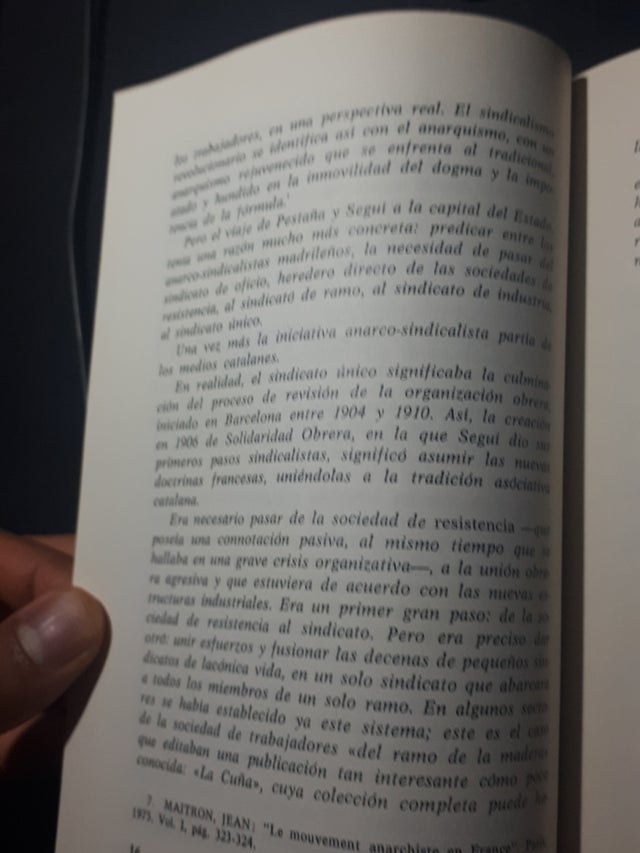 los trabajadores, en una perspectiva real. El sindicalismo
revolucionario se identifica así con el anarquismo, con un
anarquismo rejuvenecido que se enfrenta al tradicional,
atado y hundido en la inmovilidad del dogma y la impo-
tencia de la fórmula.⁷
Pero el viaje de Pestaña y Seguí a la capital del Estado,
tenía una razón mucho más concreta: predicar entre los
anarco-sindicalistas madrileños, la necesidad de pasar del
sindicato de oficio, heredero directo de las sociedades de
resistencia, al sindicato de ramo, al sindicato de industria,
al sindicato único.
Una vez más la iniciativa anarco-sindicalista partía de
los medios catalanes.
En realidad, el sindicato único significaba la culmina-
ción del proceso de revisión de la organización obrera,
iniciado en Barcelona entre 1904 y 1910. Así, la creación
en 1906 de Solidaridad Obrera, en la que Seguí dio sus
primeros pasos sindicalistas, significó asumir las nuevas
doctrinas francesas, uniéndolas a la tradición asociativa
catalana.
Era necesario pasar de la sociedad de resistencia —que
poseía una connotación pasiva, al mismo tiempo que se
hallaba en una grave crisis organizativa—, a la unión obre-
ra agresiva y que estuviera de acuerdo con las nuevas es-
tructuras industriales. Era un primer gran paso: de la so-
ciedad de resistencia al sindicato. Pero era preciso dar
otro: unir esfuerzos y fusionar las decenas de pequeños sin-
dicatos de lacónica vida, en un solo sindicato que abarcara
a todos los miembros de un solo ramo. En algunos secto-
res se había establecido ya este sistema; este es el caso
de la sociedad de trabajadores «del ramo de la madera»
que editaban una publicación tan interesante como poco
conocida: «La Cuña», cuya colección completa puede
7. MAITRON, JEAN: "Le mouvement anarchiste en France". París
1975. Vol. I, pág. 323-324.
16